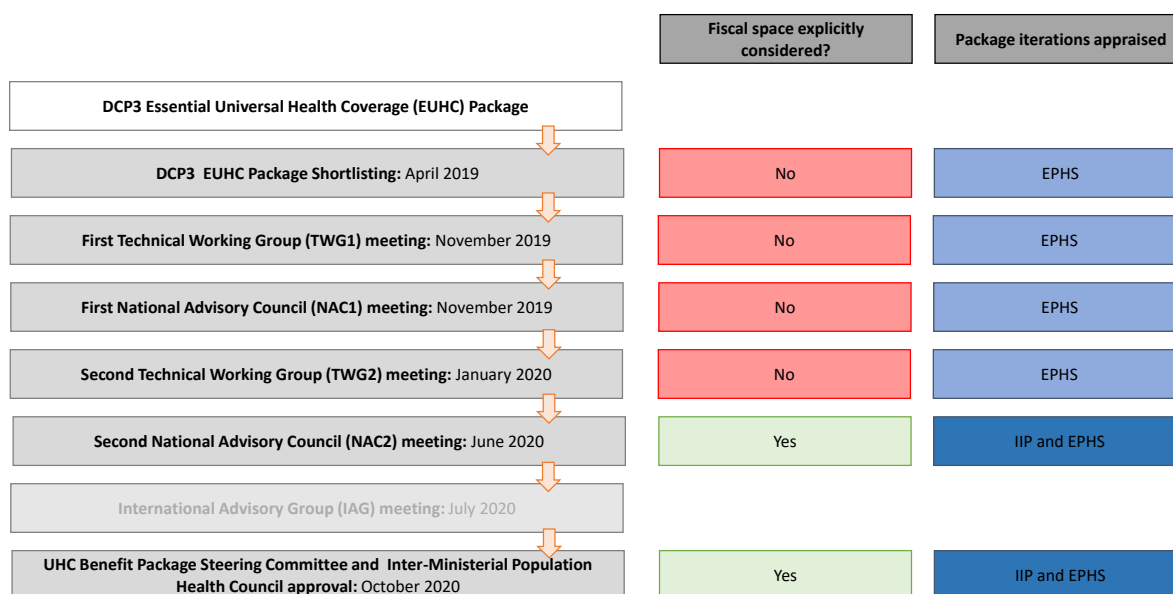 Fiscal space explicitly
considered?
Package iterations appraised
DCP3 Essential Universal Health Coverage (EUHC) Package
DCP3  EUHC Package Shortlisting: April 2019
No
EPHS
First Technical Working Group (TWG1) meeting: November 2019
No
EPHS
First National Advisory Council (NAC1) meeting: November 2019
No
EPHS
Second Technical Working Group (TWG2) meeting: January 2020
No
EPHS
Second National Advisory Council (NAC2) meeting: June 2020
Yes
IIP and EPHS
International Advisory Group (IAG) meeting: July 2020
UHC Benefit Package Steering Committee and  Inter-Ministerial Population
Health Council approval: October 2020
Yes
IIP and EPHS